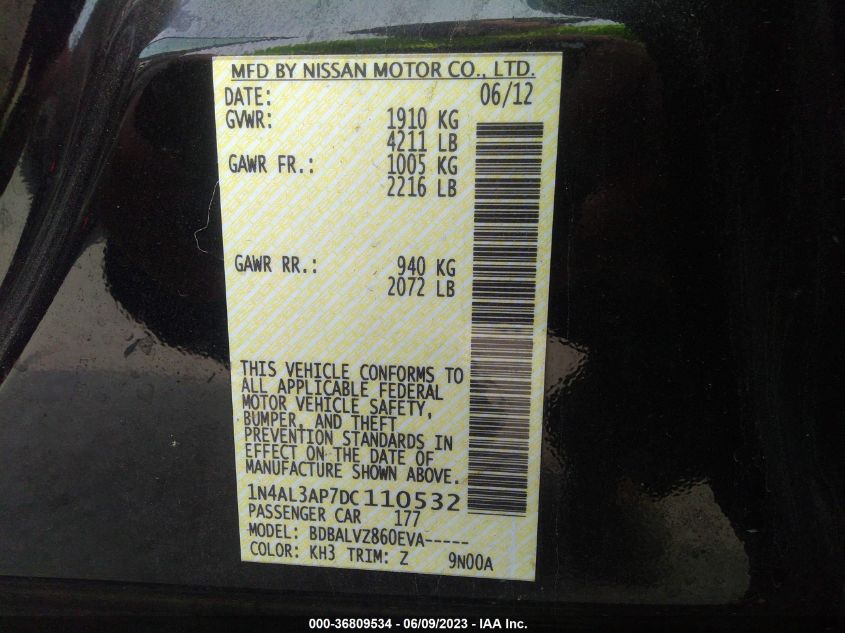 MFD BY NISSAN MOTOR CO., LTD.
DATE: 06/12
GVWR: 1910 KG
4211 LB
GAWR FR.: 1005 KG
2216 LB
GAWR RR.: 940 KG
2072 LB
THIS VEHICLE CONFORMS TO
ALL APPLICABLE FEDERAL
MOTOR VEHICLE SAFETY,
BUMPER, AND THEFT
PREVENTION STANDARDS IN
EFFECT ON THE DATE OF
MANUFACTURE SHOWN ABOVE.
1N4AL3AP7DC110532
PASSENGER CAR 177
MODEL: BDBALVZ860EVA-----
COLOR: KH3 TRIM: Z 9N00A
000-36809534 - 06/09/2023 - IAA Inc.